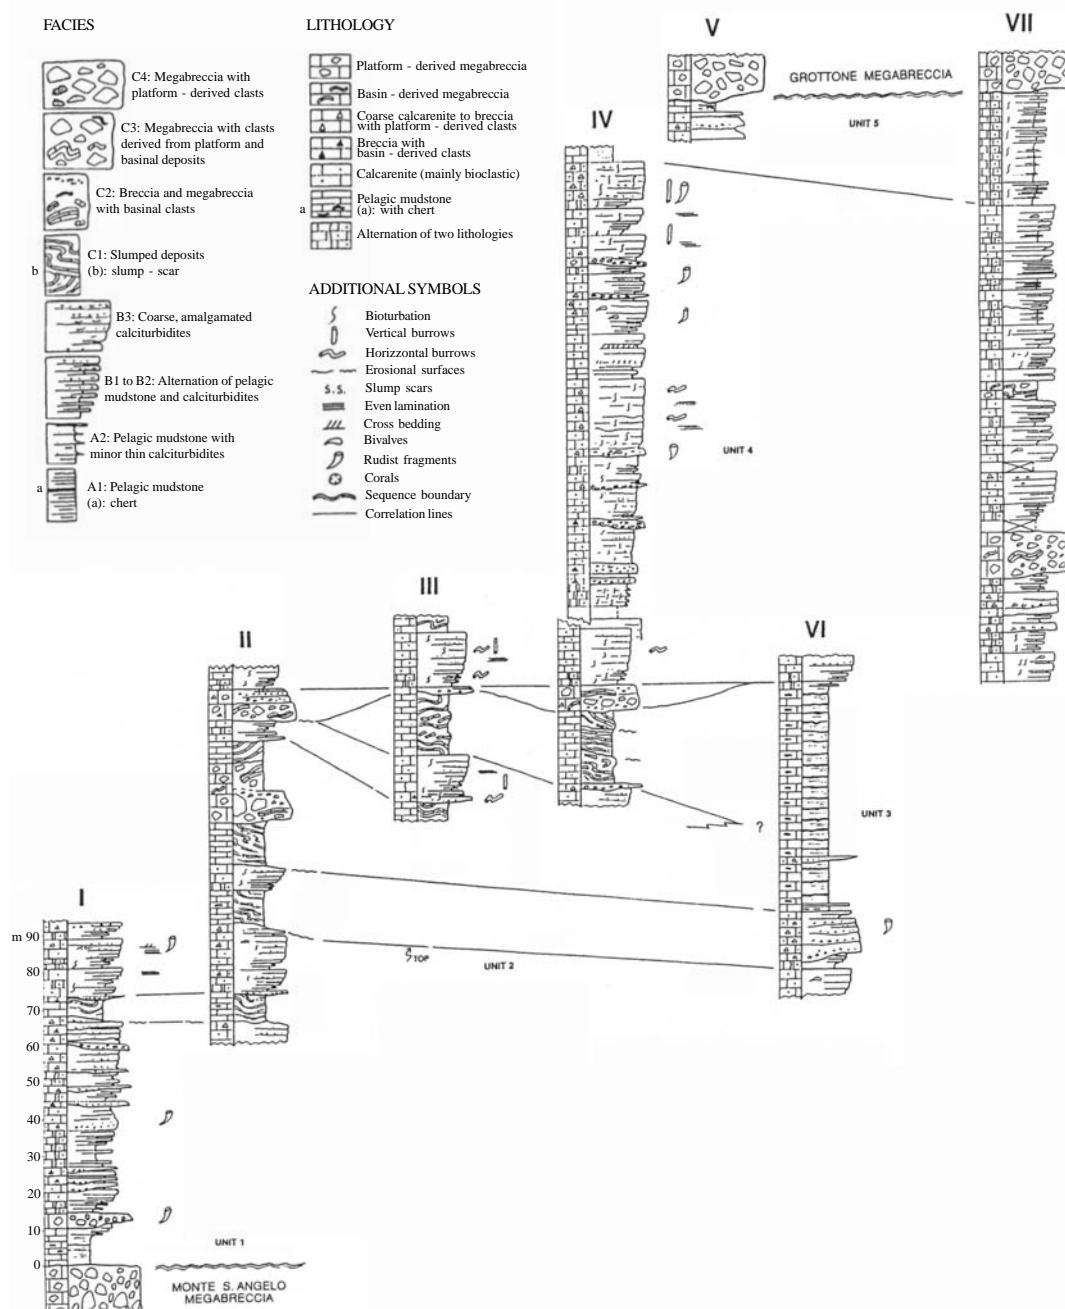 FACIES
C4: Megabreccia with
platform - derived clasts
C3: Megabreccia with clasts
derived from platform and
basinal deposits
C2: Breccia and megabreccia
with basinal clasts
C1: Slumped deposits
b
(b): slump - scar
B3: Coarse, amalgamated
calciturbidites
B1 to B2: Alternation of pelagic
mudstone and calciturbidites
A2: Pelagic mudstone with
minor thin calciturbidites
a
A1: Pelagic mudstone
(a): chert
LITHOLOGY
Platform - derived megabreccia
Basin - derived megabreccia
Coarse calcarenite to breccia
with platform - derived clasts
Breccia with
basin - derived clasts
Calcarenite (mainly bioclastic)
Pelagic mudstone
a
(a): with chert
Alternation of two lithologies
ADDITIONAL SYMBOLS
Bioturbation
Vertical burrows
Horizzontal burrows
Erosional surfaces
S.S.
Slump scars
Even lamination
Cross bedding
Bivalves
Rudist fragments
Corals
Sequence boundary
Correlation lines
V
VII
GROTTONE MEGABRECCIA
UNIT 5
IV
UNIT 4
III
II
VI
UNIT 3
?
I
TOP
UNIT 2
m 90
80
70
60
50
40
30
20
10
0
UNIT 1
MONTE S. ANGELO
MEGABRECCIA